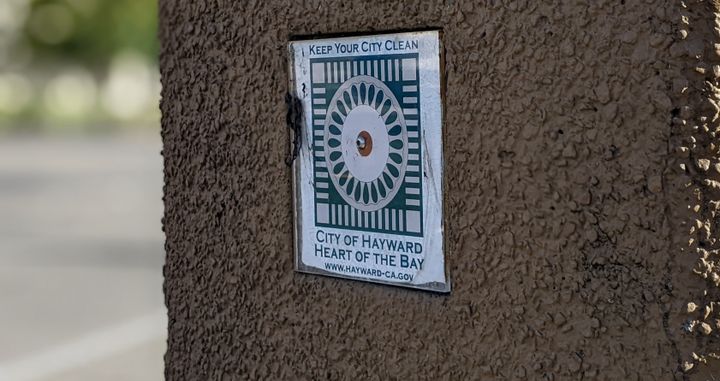 KEEP YOUR CITY CLEAN
CITY OF HAYWARD
HEART OF THE BAY
WWW.HAYWARD-CA.GOV